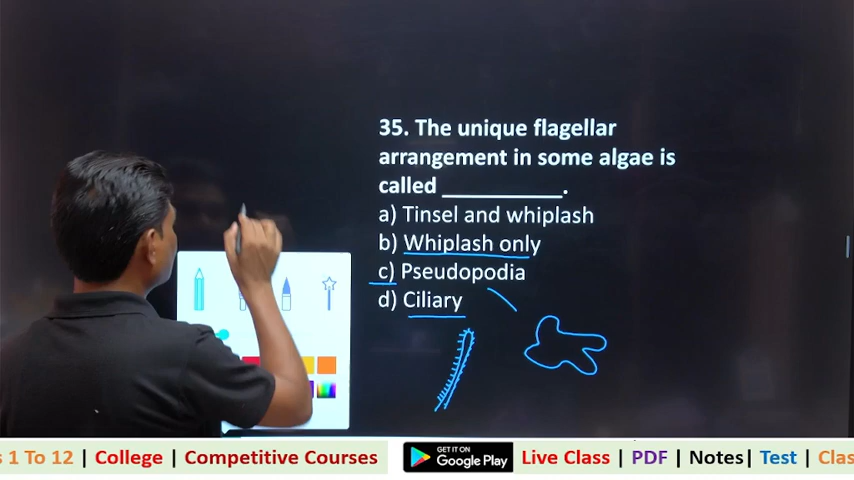 35. The unique flagellar
arrangement in some algae is
called __________.
a) Tinsel and whiplash
b) Whiplash only
c) Pseudopodia
d) Ciliary
1 To 12 | College | Competitive Courses
GET IT ON
Google Play
Live Class | PDF | Notes| Test | Clas